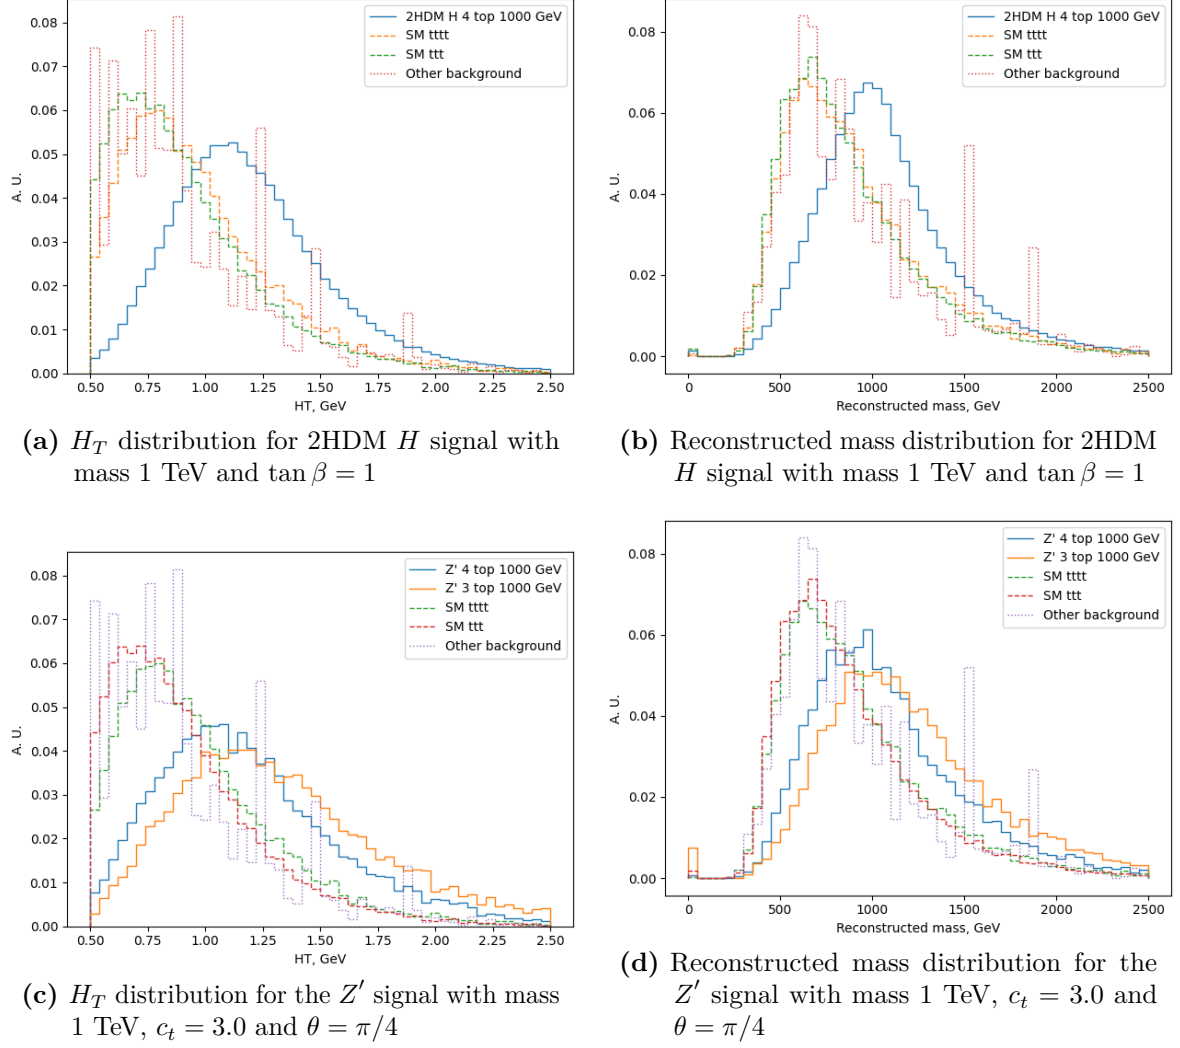 0.08
0.07
0.06
0.05
0.04
0.03
0.02
0.01
0.00
A. U.
2HDM H 4 top 1000 GeV
SM tttt
SM ttt
Other background
0.50 0.75 1.00 1.25 1.50 1.75 2.00 2.25 2.50
HT, GeV
(a) H_T distribution for 2HDM H signal with
mass 1 TeV and tan β = 1
0.08
0.06
0.04
0.02
0.00
A. U.
2HDM H 4 top 1000 GeV
SM tttt
SM ttt
Other background
0 500 1000 1500 2000 2500
Reconstructed mass, GeV
(b) Reconstructed mass distribution for 2HDM
H signal with mass 1 TeV and tan β = 1
0.08
0.07
0.06
0.05
0.04
0.03
0.02
0.01
0.00
A. U.
Z' 4 top 1000 GeV
Z' 3 top 1000 GeV
SM tttt
SM ttt
Other background
0.50 0.75 1.00 1.25 1.50 1.75 2.00 2.25 2.50
HT, GeV
(c) H_T distribution for the Z′ signal with mass
1 TeV, c_t = 3.0 and θ = π/4
0.08
0.06
0.04
0.02
0.00
A. U.
Z' 4 top 1000 GeV
Z' 3 top 1000 GeV
SM tttt
SM ttt
Other background
0 500 1000 1500 2000 2500
Reconstructed mass, GeV
(d) Reconstructed mass distribution for the
Z′ signal with mass 1 TeV, c_t = 3.0 and
θ = π/4